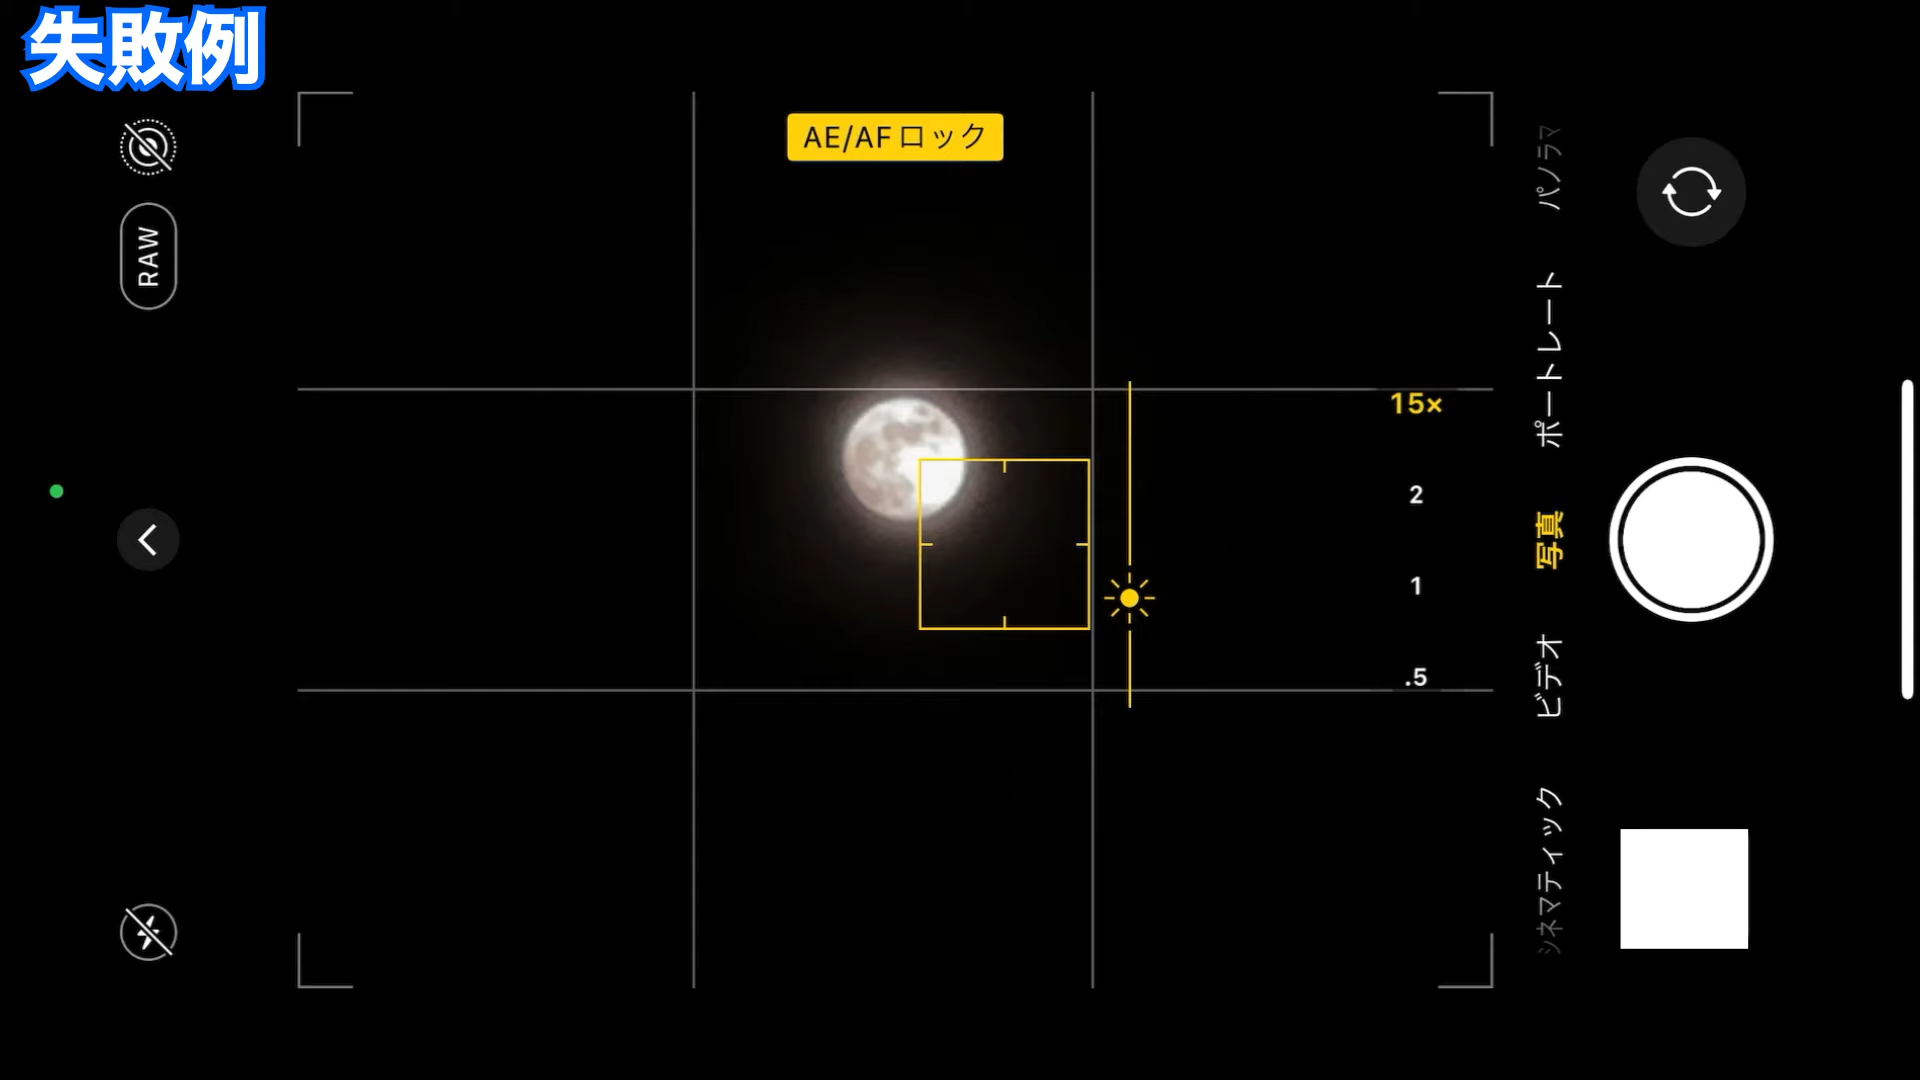 失敗例
AE/AFロック
RAW
15×
2
1
.5
パノラマ
ポートレート
写真
ビデオ
シネマティック